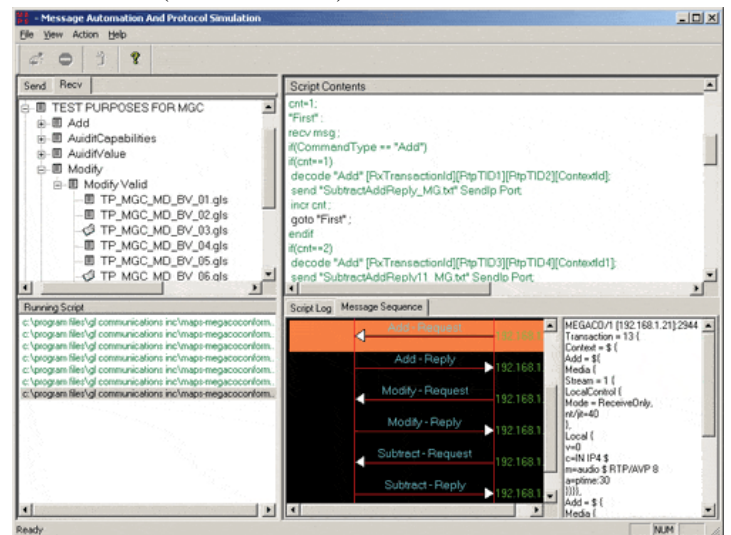 - Message Automation And Protocol Simulation
File View Action Help
Send Recv
TEST PURPOSES FOR MGC
Add
AuiditCapabilities
AuiditValue
Modify
Modify Valid
TP_MGC_MD_BV_01.gls
TP_MGC_MD_BV_02.gls
TP_MGC_MD_BV_03.gls
TP_MGC_MD_BV_04.gls
TP_MGC_MD_BV_05.gls
TP_MGC_MD_BV_06.gls
Script Contents
cnt=1;
"First" :
recv msg ;
if(CommandType == "Add")
if(cnt==1)
decode "Add" [RxTransactionId][RtpTID1][RtpTID2][ContextId];
send "SubtractAddReply_MG.txt" SendIp Port;
incr cnt ;
goto "First" ;
endif
if(cnt==2)
decode "Add" [RxTransactionId][RtpTID3][RtpTID4][ContextId1];
send "SubtractAddReply11_MG.txt" SendIp Port;
Running Script
c:\program files\gl communications inc\maps-megacoconform..
c:\program files\gl communications inc\maps-megacoconform..
c:\program files\gl communications inc\maps-megacoconform..
c:\program files\gl communications inc\maps-megacoconform..
c:\program files\gl communications inc\maps-megacoconform..
c:\program files\gl communications inc\maps-megacoconform..
c:\program files\gl communications inc\maps-megacoconform..
Script Log Message Sequence
Add - Request 192.168.1
Add - Reply 192.168.1
Modify - Request 192.168.1
Modify - Reply 192.168.1
Subtract - Request 192.168.1
Subtract - Reply 192.168.1
MEGACO/1 [192.168.1.21]:2944
Transaction = 13 {
Context = $ {
Add = ${
Media {
Stream = 1 {
LocalControl {
Mode = ReceiveOnly,
nt/jit=40
},
Local {
v=0
c=IN IP4 $
m=audio $ RTP/AVP 8
a=ptime:30
}}}},
Add = $ {
Media {
Ready
NUM